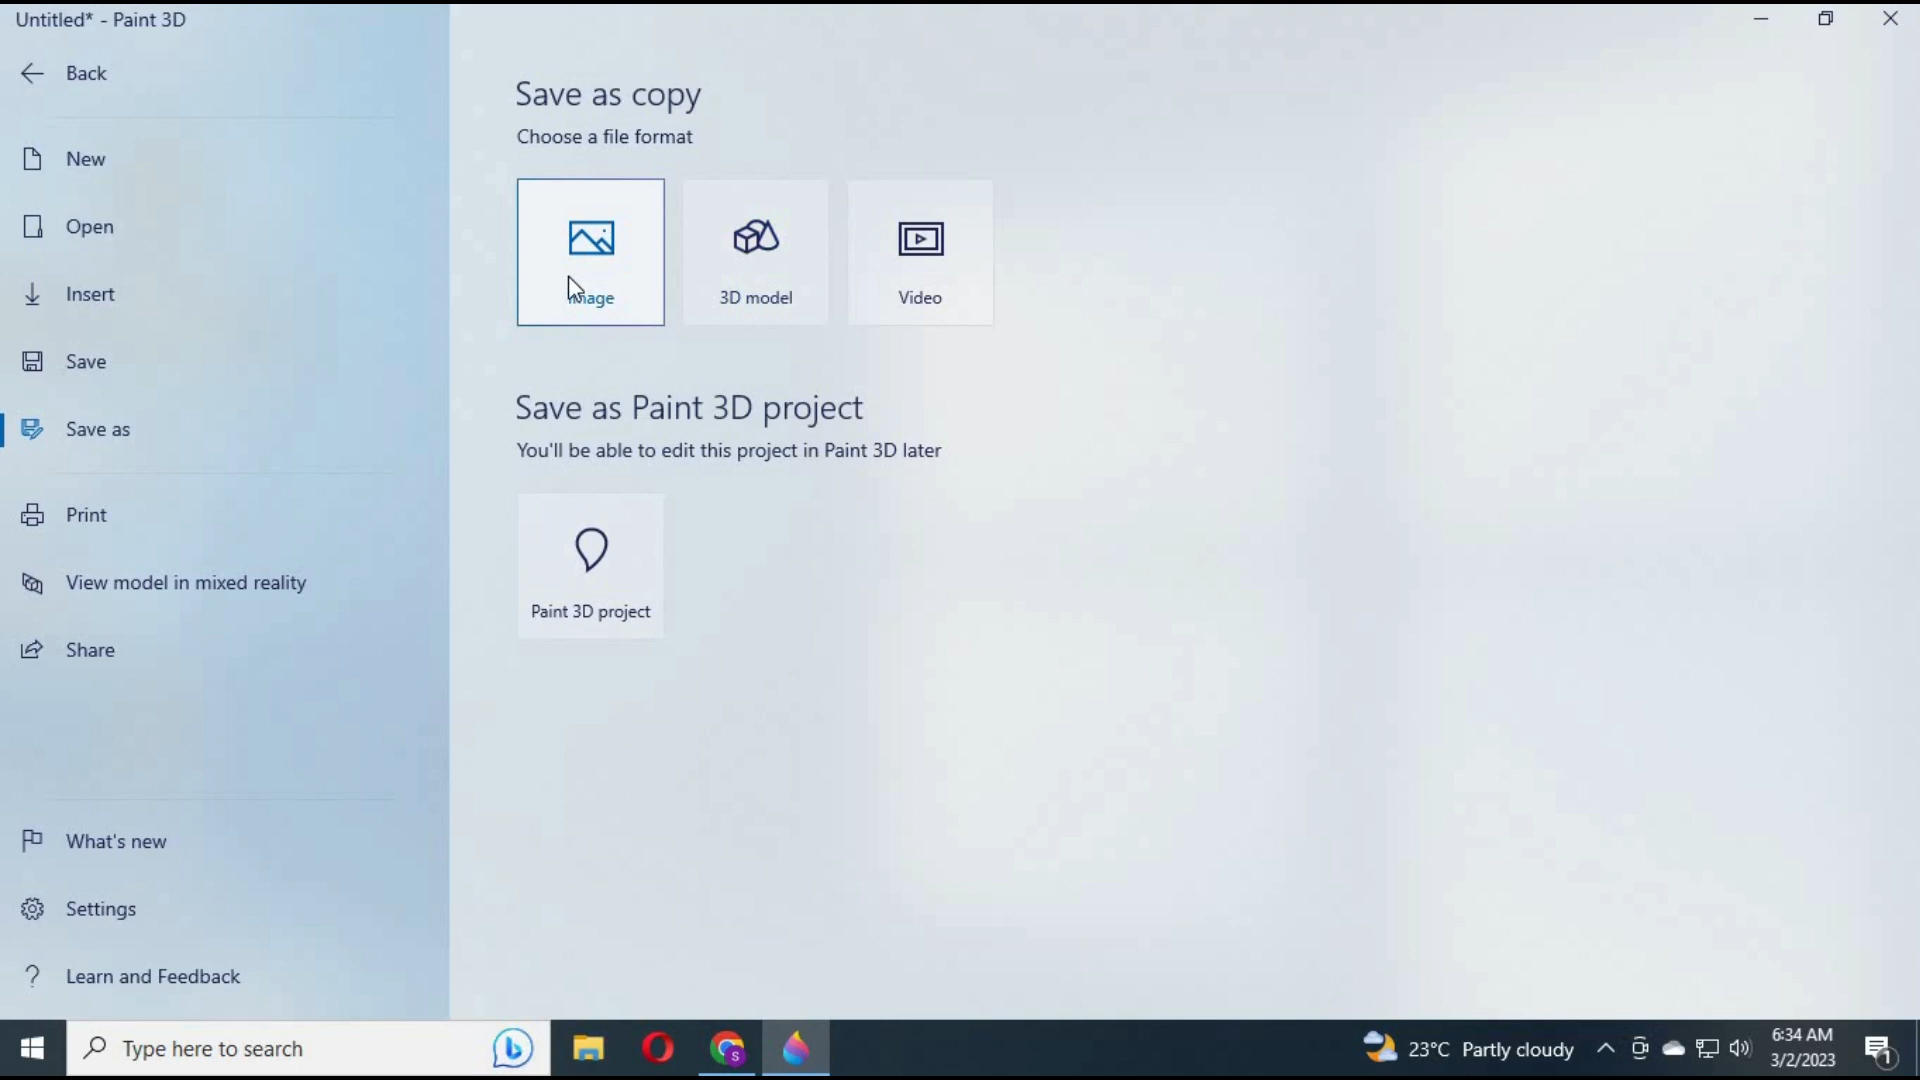 Untitled* - Paint 3D
Back
New
Open
Insert
Save
Save as
Print
View model in mixed reality
Share
What's new
Settings
Learn and Feedback
Save as copy
Choose a file format
Image
3D model
Video
Save as Paint 3D project
You'll be able to edit this project in Paint 3D later
Paint 3D project
Type here to search
23°C Partly cloudy
6:34 AM
3/2/2023
1